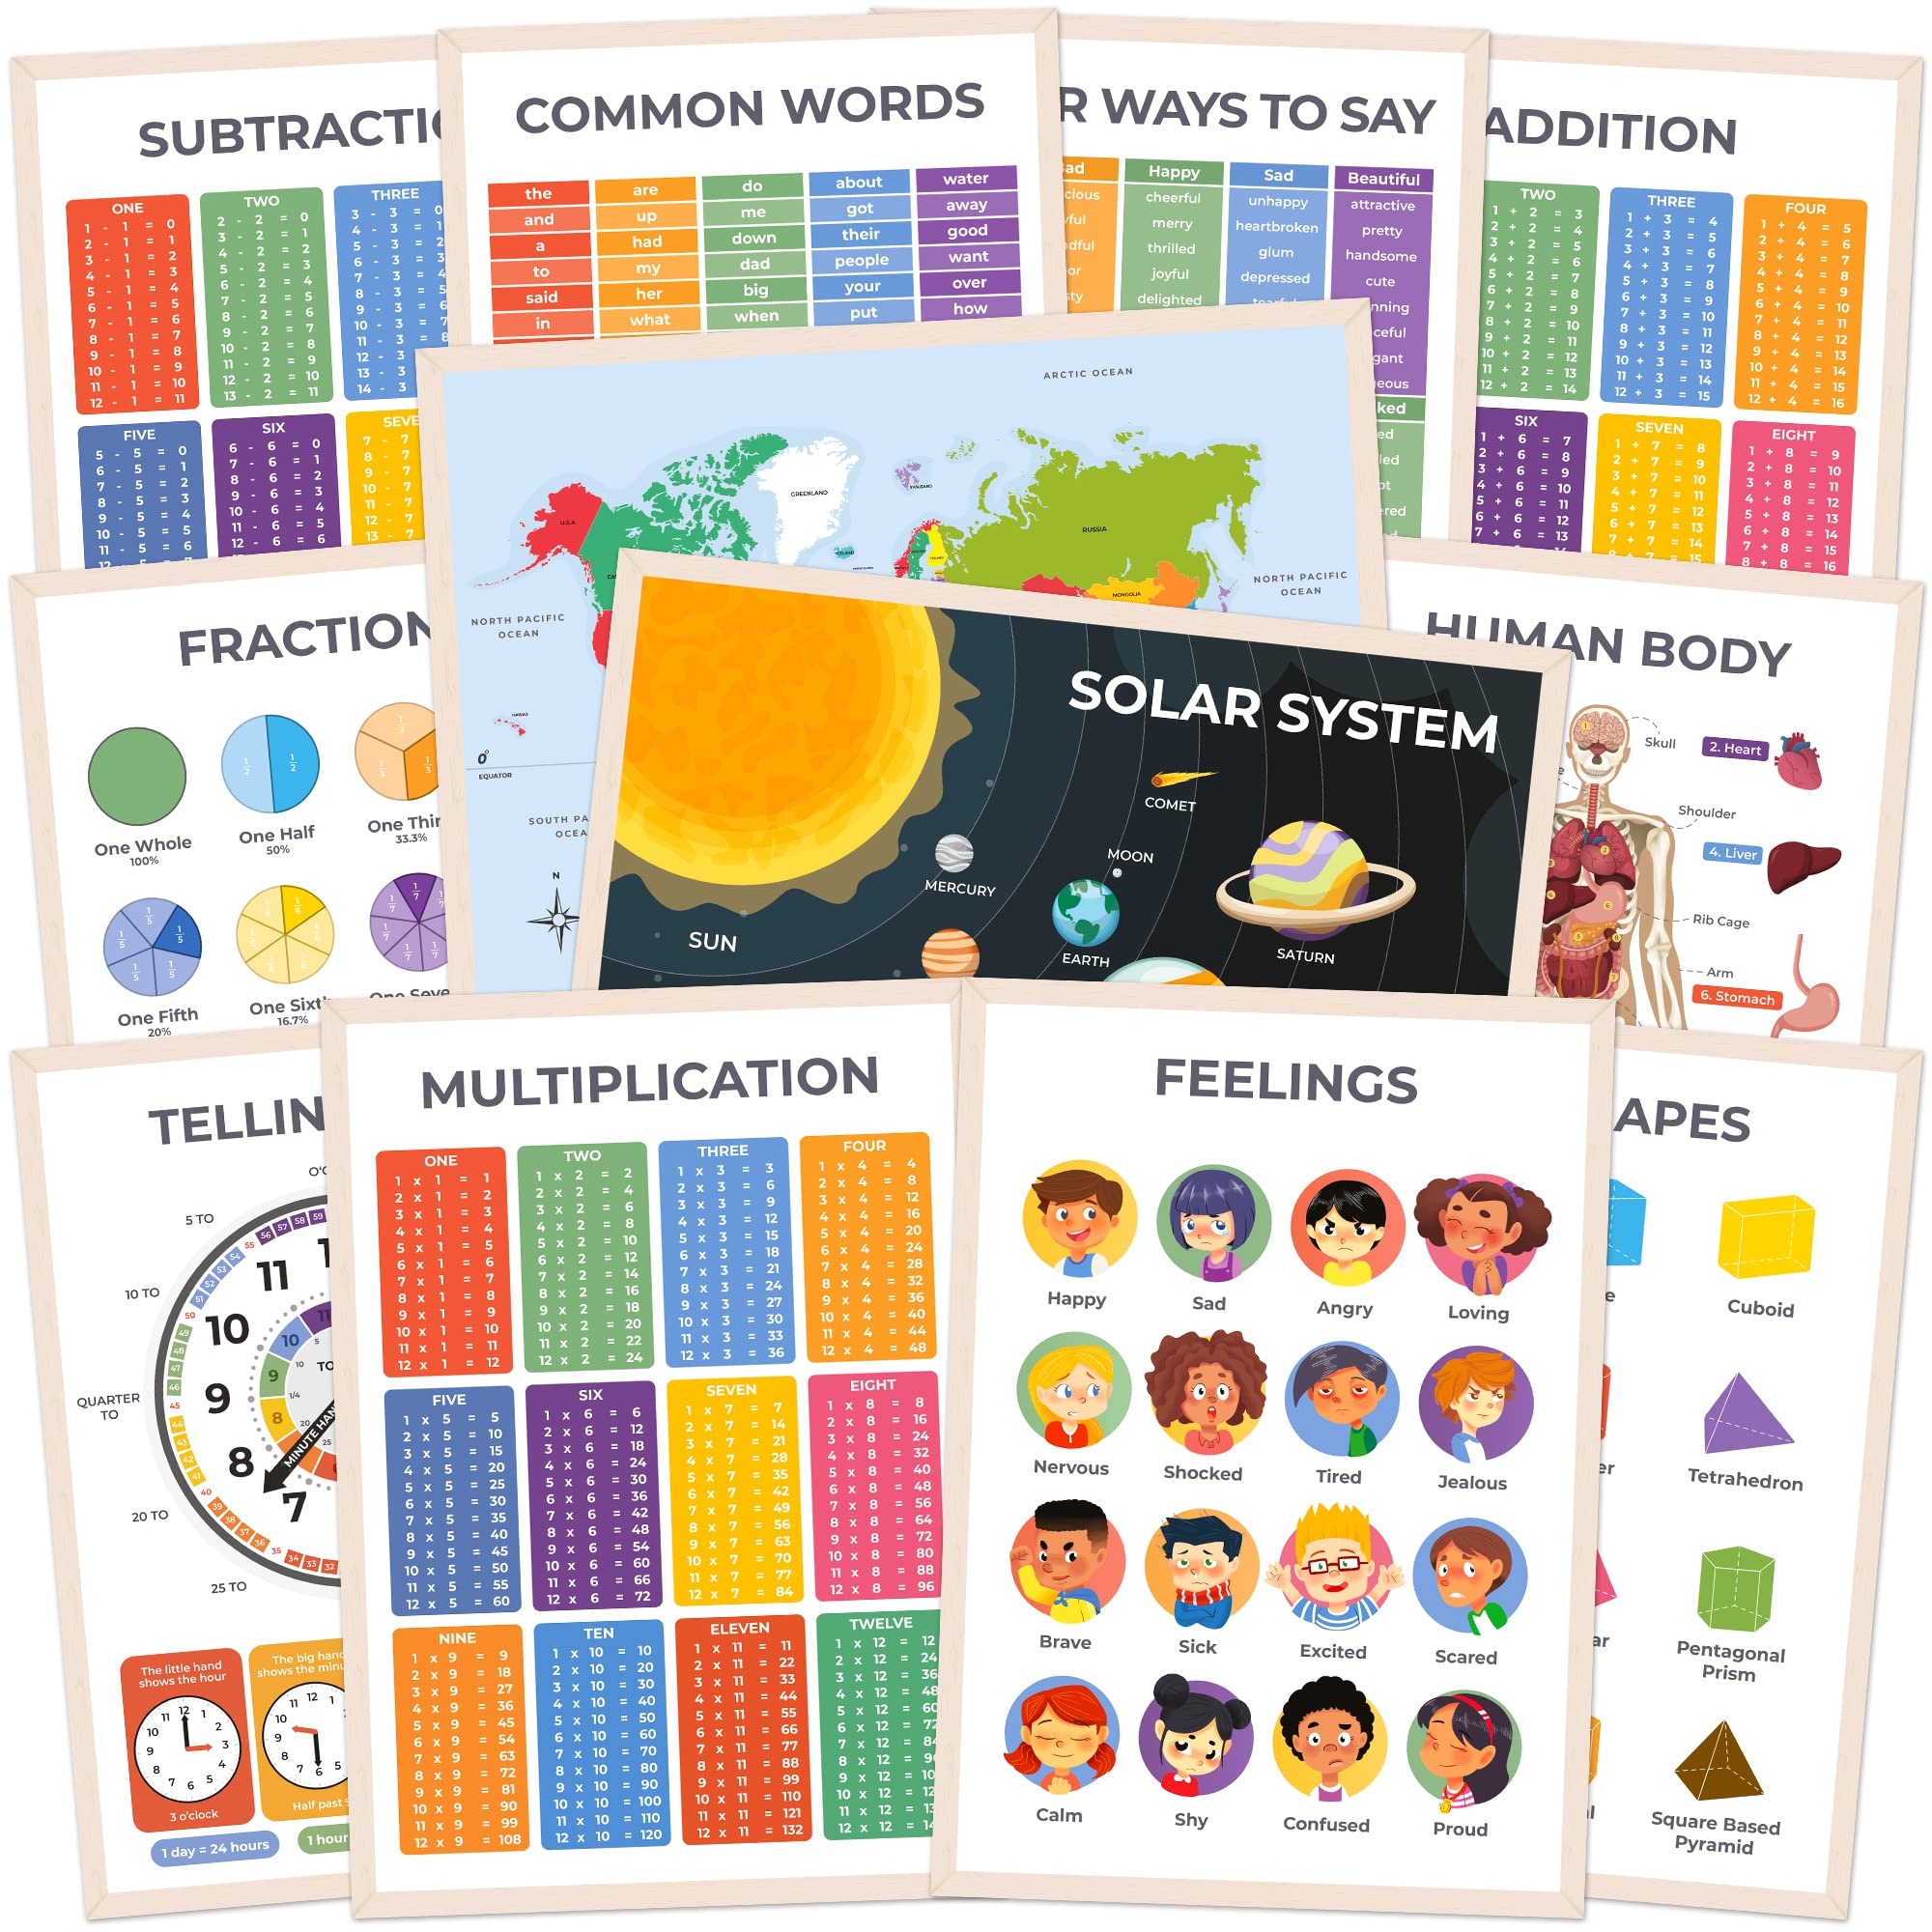 SUBTRACTIO
ONE
1 - 1 = 0
2 - 1 = 1
3 - 1 = 2
4 - 1 = 3
5 - 1 = 4
6 - 1 = 5
7 - 1 = 6
8 - 1 = 7
9 - 1 = 8
10 - 1 = 9
11 - 1 = 10
12 - 1 = 11
TWO
2 - 2 = 0
3 - 2 = 1
4 - 2 = 2
5 - 2 = 3
6 - 2 = 4
7 - 2 = 5
8 - 2 = 6
9 - 2 = 7
10 - 2 = 8
11 - 2 = 9
12 - 2 = 10
13 - 2 = 11
THREE
3 - 3 = 0
4 - 3 = 1
5 - 3 = 2
6 - 3 = 3
7 - 3 = 4
8 - 3 = 5
9 - 3 = 6
10 - 3 = 7
11 - 3 = 8
12 - 3
13 - 3
14 - 3
FIVE
5 - 5 = 0
6 - 5 = 1
7 - 5 = 2
8 - 5 = 3
9 - 5 = 4
10 - 5 = 5
11 - 5 = 6
SIX
6 - 6 = 0
7 - 6 = 1
8 - 6 = 2
9 - 6 = 3
10 - 6 = 4
11 - 6 = 5
12 - 6 = 6
SEVE
7 - 7
8 - 7
9 - 7
10 - 7
11 - 7
12 - 7
13 - 7
COMMON WORDS
the are do about water
and up me got away
a had down their good
to my dad people want
said her big your over
in what when put how
R WAYS TO SAY
Happy Sad Beautiful
cheerful unhappy attractive
merry heartbroken pretty
thrilled glum handsome
joyful depressed cute
delighted
ADDITION
TWO
1 + 2 = 3
2 + 2 = 4
3 + 2 = 5
4 + 2 = 6
5 + 2 = 7
6 + 2 = 8
7 + 2 = 9
8 + 2 = 10
9 + 2 = 11
10 + 2 = 12
11 + 2 = 13
12 + 2 = 14
THREE
1 + 3 = 4
2 + 3 = 5
3 + 3 = 6
4 + 3 = 7
5 + 3 = 8
6 + 3 = 9
7 + 3 = 10
8 + 3 = 11
9 + 3 = 12
10 + 3 = 13
11 + 3 = 14
12 + 3 = 15
FOUR
1 + 4 = 5
2 + 4 = 6
3 + 4 = 7
4 + 4 = 8
5 + 4 = 9
6 + 4 = 10
7 + 4 = 11
8 + 4 = 12
9 + 4 = 13
10 + 4 = 14
11 + 4 = 15
12 + 4 = 16
SIX
1 + 6 = 7
2 + 6 = 8
3 + 6 = 9
4 + 6 = 10
5 + 6 = 11
6 + 6 = 12
7 + 6 = 13
SEVEN
1 + 7 = 8
2 + 7 = 9
3 + 7 = 10
4 + 7 = 11
5 + 7 = 12
6 + 7 = 13
7 + 7 = 14
EIGHT
1 + 8 = 9
2 + 8 = 10
3 + 8 = 11
4 + 8 = 12
5 + 8 = 13
6 + 8 = 14
7 + 8 = 15
8 + 8 = 16
ARCTIC OCEAN
GREENLAND
U.S.A.
RUSSIA
MONGOLIA
NORTH PACIFIC
OCEAN
NORTH PACIFIC
OCEAN
0°
EQUATOR
SOUTH PA
OCEA
N
FRACTION
One Whole
100%
1/2 1/2
One Half
50%
1/3 1/3 1/3
One Thir
33.3%
One Fifth
20%
One Sixth
16.7%
One Seve
SOLAR SYSTEM
COMET
MOON
MERCURY
SUN
EARTH
SATURN
HUMAN BODY
Skull
2. Heart
Shoulder
4. Liver
Rib Cage
Arm
6. Stomach
TELLIN
5 TO
10 TO
QUARTER
TO
20 TO
25 TO
11
10
9
8
7
MINUTE HAN
The little hand
shows the hour
3 o'clock
The big hand
shows the minu
Half past
1 day = 24 hours
1 hour
MULTIPLICATION
ONE
1 x 1 = 1
2 x 1 = 2
3 x 1 = 3
4 x 1 = 4
5 x 1 = 5
6 x 1 = 6
7 x 1 = 7
8 x 1 = 8
9 x 1 = 9
10 x 1 = 10
11 x 1 = 11
12 x 1 = 12
TWO
1 x 2 = 2
2 x 2 = 4
3 x 2 = 6
4 x 2 = 8
5 x 2 = 10
6 x 2 = 12
7 x 2 = 14
8 x 2 = 16
9 x 2 = 18
10 x 2 = 20
11 x 2 = 22
12 x 2 = 24
THREE
1 x 3 = 3
2 x 3 = 6
3 x 3 = 9
4 x 3 = 12
5 x 3 = 15
6 x 3 = 18
7 x 3 = 21
8 x 3 = 24
9 x 3 = 27
10 x 3 = 30
11 x 3 = 33
12 x 3 = 36
FOUR
1 x 4 = 4
2 x 4 = 8
3 x 4 = 12
4 x 4 = 16
5 x 4 = 20
6 x 4 = 24
7 x 4 = 28
8 x 4 = 32
9 x 4 = 36
10 x 4 = 40
11 x 4 = 44
12 x 4 = 48
FIVE
1 x 5 = 5
2 x 5 = 10
3 x 5 = 15
4 x 5 = 20
5 x 5 = 25
6 x 5 = 30
7 x 5 = 35
8 x 5 = 40
9 x 5 = 45
10 x 5 = 50
11 x 5 = 55
12 x 5 = 60
SIX
1 x 6 = 6
2 x 6 = 12
3 x 6 = 18
4 x 6 = 24
5 x 6 = 30
6 x 6 = 36
7 x 6 = 42
8 x 6 = 48
9 x 6 = 54
10 x 6 = 60
11 x 6 = 66
12 x 6 = 72
SEVEN
1 x 7 = 7
2 x 7 = 14
3 x 7 = 21
4 x 7 = 28
5 x 7 = 35
6 x 7 = 42
7 x 7 = 49
8 x 7 = 56
9 x 7 = 63
10 x 7 = 70
11 x 7 = 77
12 x 7 = 84
EIGHT
1 x 8 = 8
2 x 8 = 16
3 x 8 = 24
4 x 8 = 32
5 x 8 = 40
6 x 8 = 48
7 x 8 = 56
8 x 8 = 64
9 x 8 = 72
10 x 8 = 80
11 x 8 = 88
12 x 8 = 96
NINE
1 x 9 = 9
2 x 9 = 18
3 x 9 = 27
4 x 9 = 36
5 x 9 = 45
6 x 9 = 54
7 x 9 = 63
8 x 9 = 72
9 x 9 = 81
10 x 9 = 90
11 x 9 = 99
12 x 9 = 108
TEN
1 x 10 = 10
2 x 10 = 20
3 x 10 = 30
4 x 10 = 40
5 x 10 = 50
6 x 10 = 60
7 x 10 = 70
8 x 10 = 80
9 x 10 = 90
10 x 10 = 100
11 x 10 = 110
12 x 10 = 120
ELEVEN
1 x 11 = 11
2 x 11 = 22
3 x 11 = 33
4 x 11 = 44
5 x 11 = 55
6 x 11 = 66
7 x 11 = 77
8 x 11 = 88
9 x 11 = 99
10 x 11 = 110
11 x 11 = 121
12 x 11 = 132
TWELVE
1 x 12 = 12
2 x 12 = 24
3 x 12 = 36
4 x 12 = 48
5 x 12 = 60
6 x 12 = 72
7 x 12 = 84
8 x 12 = 9
9 x 12 = 10
10 x 12 = 12
11 x 12 = 13
12 x 12 = 14
FEELINGS
Happy Sad Angry Loving
Nervous Shocked Tired Jealous
Brave Sick Excited Scared
Calm Shy Confused Proud
APES
Cuboid
Tetrahedron
Pentagonal
Prism
Square Based
Pyramid